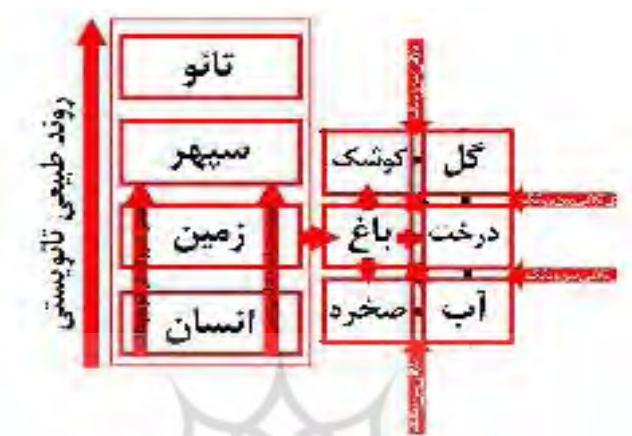 روند طبیعی تائویستی
تائو
سپهر
زمین
انسان
کوشک
گل
باغ
درخت
صخره
آب